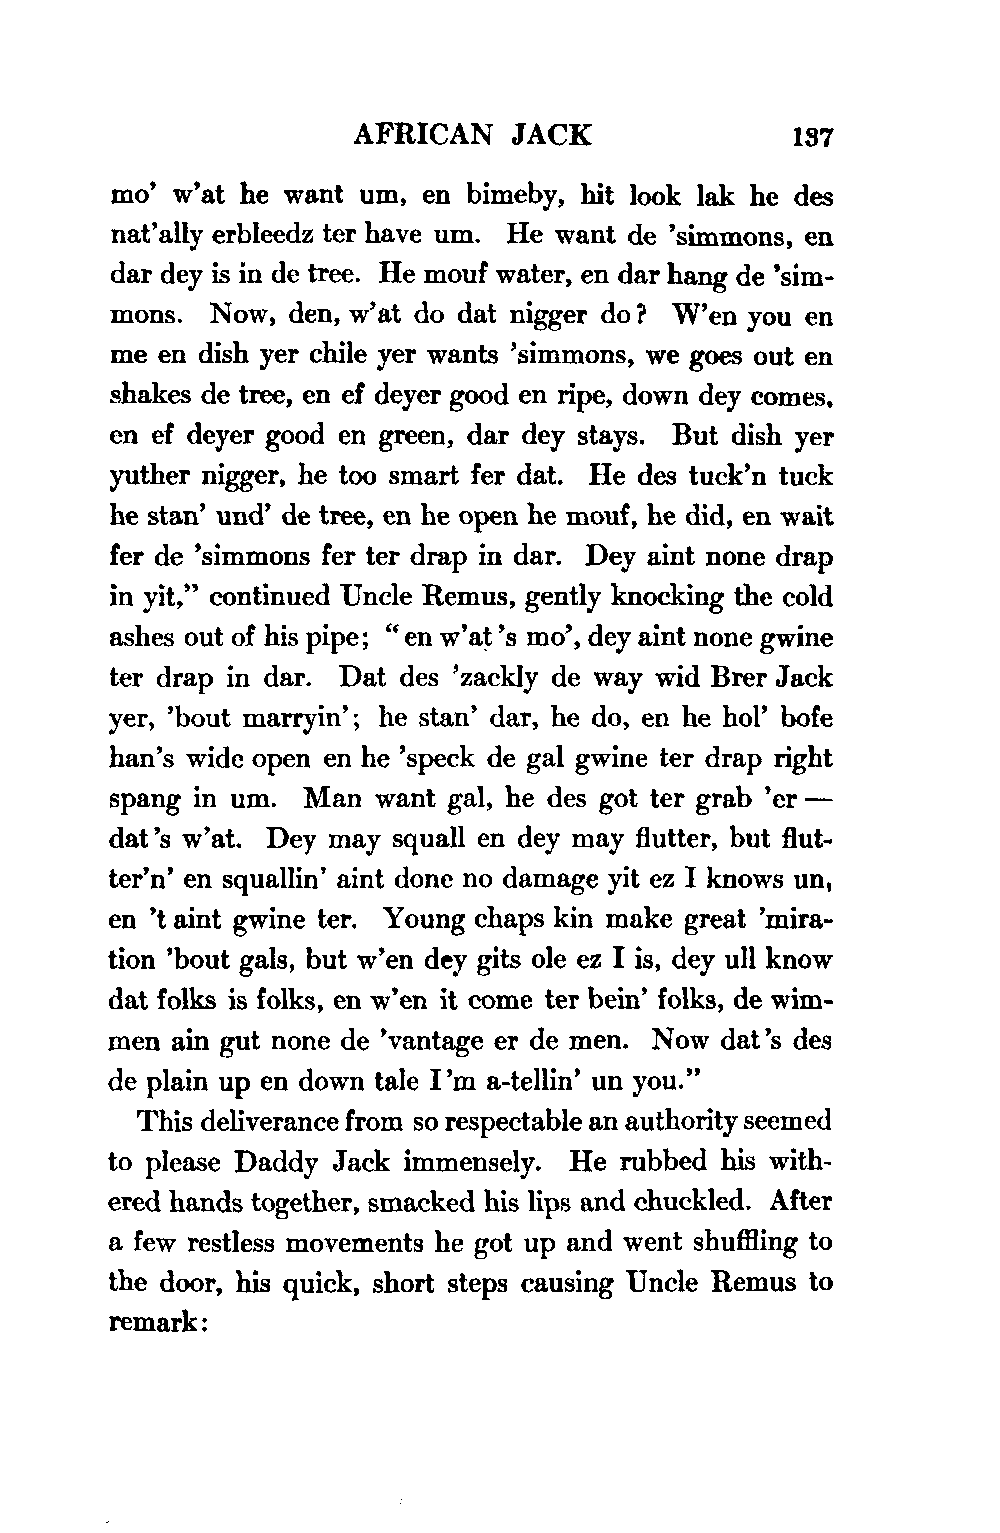 AFRICAN JACK 137
mo' w'at he want um, en bimeby, hit look lak he des
nat'ally erbleedz ter have um. He want de 'simmons, en
dar dey is in de tree. He mouf water, en dar hang de 'sim-
mons. Now, den, w'at do dat nigger do? W'en you en
me en dish yer chile yer wants 'simmons, we goes out en
shakes de tree, en ef deyer good en ripe, down dey comes,
en ef deyer good en green, dar dey stays. But dish yer
yuther nigger, he too smart fer dat. He des tuck'n tuck
he stan' und' de tree, en he open he mouf, he did, en wait
fer de 'simmons fer ter drap in dar. Dey aint none drap
in yit," continued Uncle Remus, gently knocking the cold
ashes out of his pipe; "en w'at 's mo', dey aint none gwine
ter drap in dar. Dat des 'zackly de way wid Brer Jack
yer, 'bout marryin'; he stan' dar, he do, en he hol' bofe
han's wide open en he 'speck de gal gwine ter drap right
spang in um. Man want gal, he des got ter grab 'er —
dat 's w'at. Dey may squall en dey may flutter, but flut-
ter'n' en squallin' aint done no damage yit ez I knows un,
en 't aint gwine ter. Young chaps kin make great 'mira-
tion 'bout gals, but w'en dey gits ole ez I is, dey ull know
dat folks is folks, en w'en it come ter bein' folks, de wim-
men ain gut none de 'vantage er de men. Now dat 's des
de plain up en down tale I 'm a-tellin' un you."
This deliverance from so respectable an authority seemed
to please Daddy Jack immensely. He rubbed his with-
ered hands together, smacked his lips and chuckled. After
a few restless movements he got up and went shuffling to
the door, his quick, short steps causing Uncle Remus to
remark: